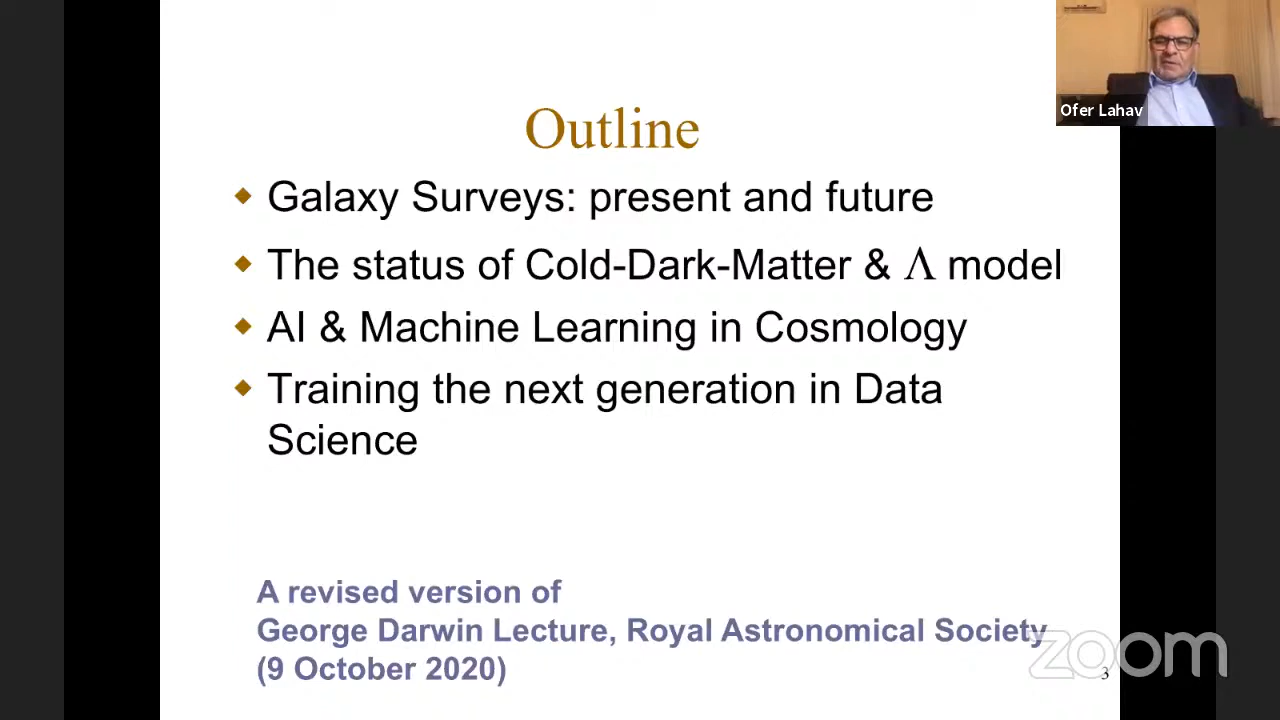 Ofer Lahav
Outline
Galaxy Surveys: present and future
The status of Cold-Dark-Matter & Λ model
AI & Machine Learning in Cosmology
Training the next generation in Data
Science
A revised version of
George Darwin Lecture, Royal Astronomical Society
(9 October 2020)
zoom
3